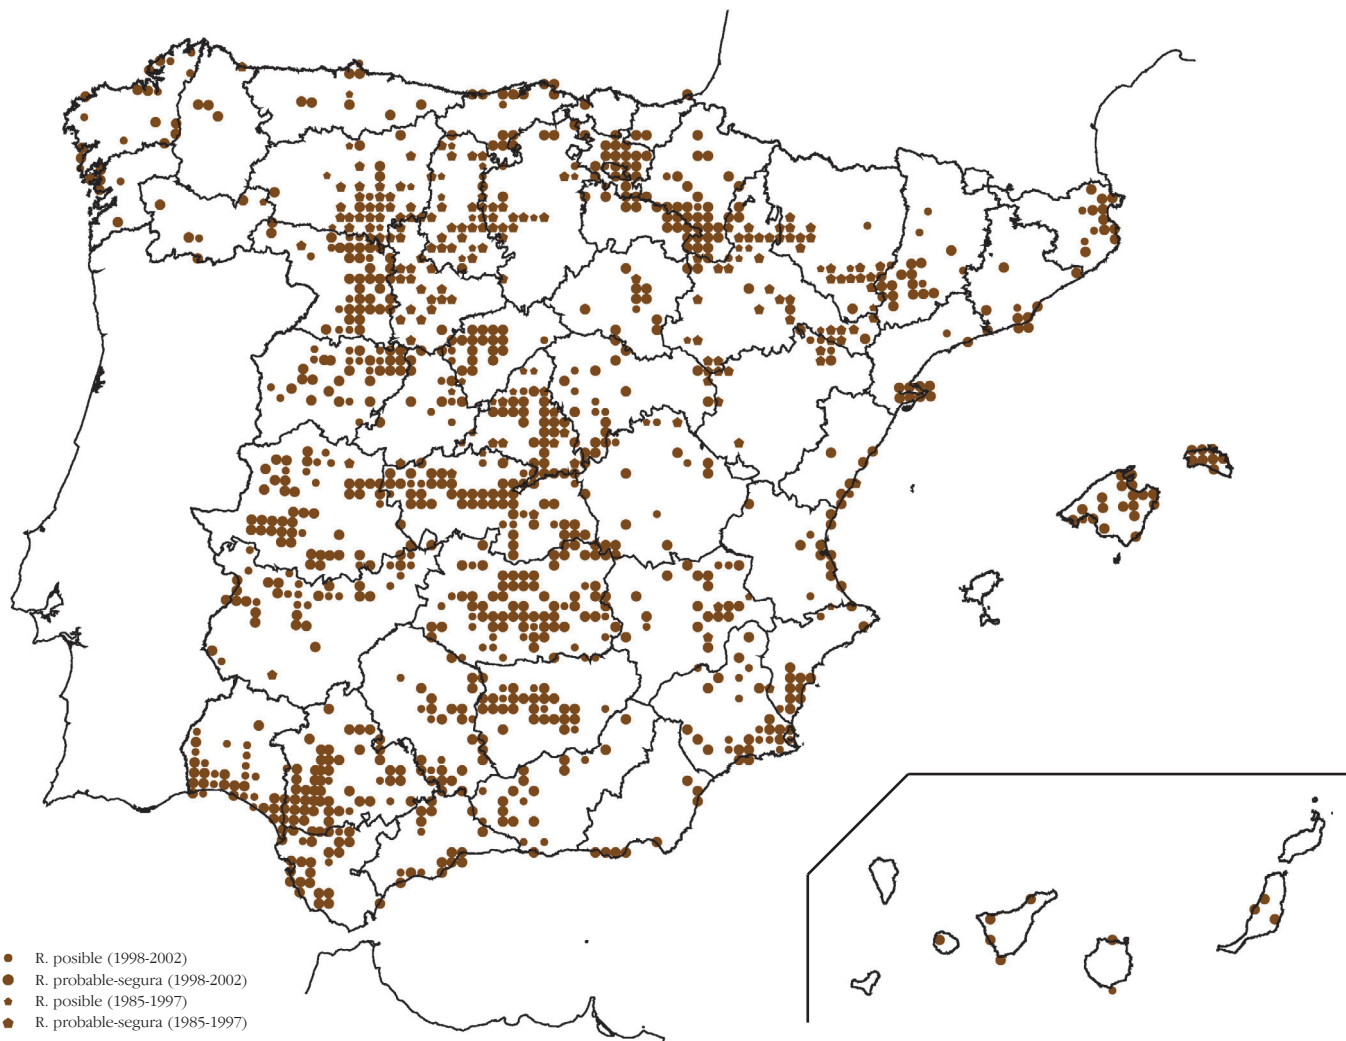 R. posible (1998-2002)
R. probable-segura (1998-2002)
R. posible (1985-1997)
R. probable-segura (1985-1997)